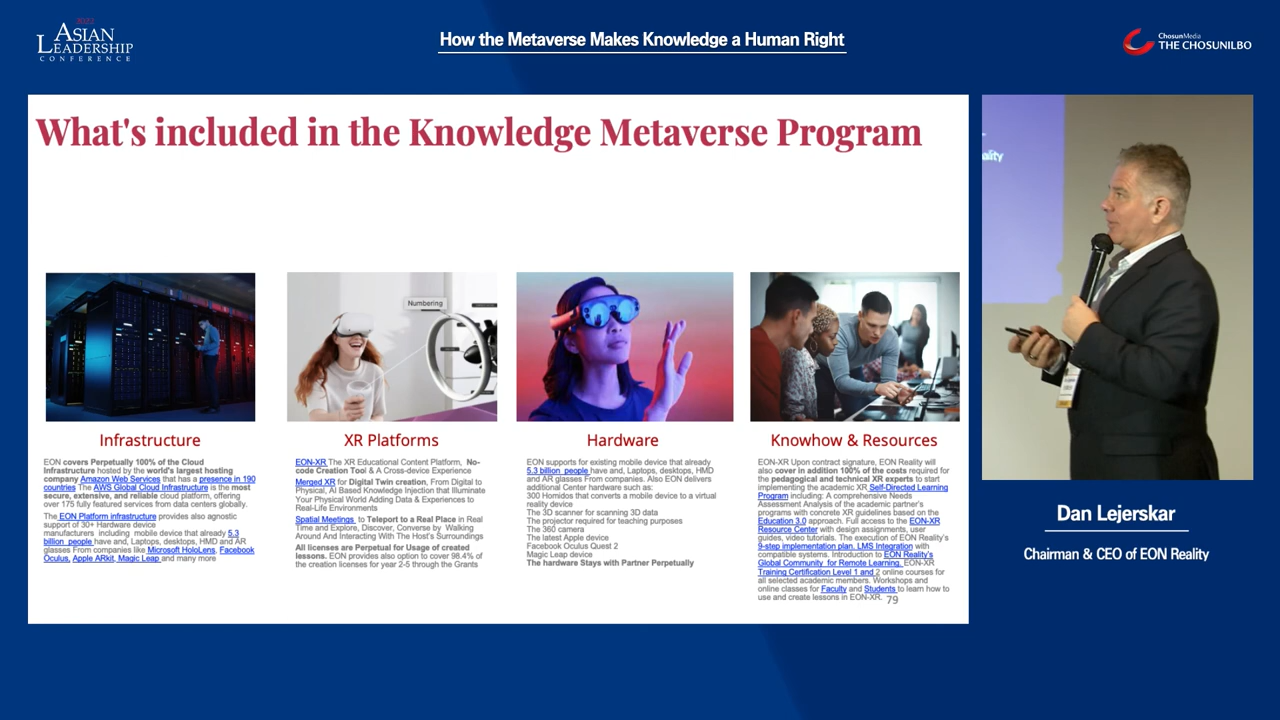 2022
ASIAN
LEADERSHIP
CONFERENCE
How the Metaverse Makes Knowledge a Human Right
ChosunMedia
THE CHOSUNILBO
What's included in the Knowledge Metaverse Program
ality
Numbering
Infrastructure
EON covers Perpetually 100% of the Cloud
Infrastructure hosted by the world's largest hosting
company Amazon Web Services that has a presence in 190
countries The AWS Global Cloud Infrastructure is the most
secure, extensive, and reliable cloud platform, offering
over 175 fully featured services from data centers globally.
The EON Platform infrastructure provides also agnostic
support of 30+ Hardware device
manufacturers including mobile device that already 5.3
billion people have and, Laptops, desktops, HMD and AR
glasses From companies like Microsoft HoloLens, Facebook
Oculus, Apple ARkit, Magic Leap and many more
XR Platforms
EON-XR The XR Educational Content Platform, No-
code Creation Tool & A Cross-device Experience
Merged XR for Digital Twin creation, From Digital to
Physical, AI Based Knowledge Injection that Illuminate
Your Physical World Adding Data & Experiences to
Real-Life Environments
Spatial Meetings to Teleport to a Real Place in Real
Time and Explore, Discover, Converse by Walking
Around And Interacting With The Host's Surroundings
All licenses are Perpetual for Usage of created
lessons. EON provides also option to cover 98.4% of
the creation licenses for year 2-5 through the Grants
Hardware
EON supports for existing mobile device that already
5.3 billion people have and, Laptops, desktops, HMD
and AR glasses From companies. Also EON delivers
additional Center hardware such as:
300 Homidos that converts a mobile device to a virtual
reality device
The 3D scanner for scanning 3D data
The projector required for teaching purposes
The 360 camera
The latest Apple device
Facebook Oculus Quest 2
Magic Leap device
The hardware Stays with Partner Perpetually
Knowhow & Resources
EON-XR Upon contract signature, EON Reality will
also cover in addition 100% of the costs required for
the pedagogical and technical XR experts to start
implementing the academic XR Self-Directed Learning
Program including: A comprehensive Needs
Assessment Analysis of the academic partner's
programs with concrete XR guidelines based on the
Education 3.0 approach. Full access to the EON-XR
Resource Center with design assignments, user
guides, video tutorials. The execution of EON Reality's
9-step implementation plan. LMS Integration with
compatible systems. Introduction to EON Reality's
Global Community for Remote Learning. EON-XR
Training Certification Level 1 and 2 online courses for
all selected academic members. Workshops and
online classes for Faculty and Students to learn how to
use and create lessons in EON-XR.
79
Dan Lejerskar
Chairman & CEO of EON Reality